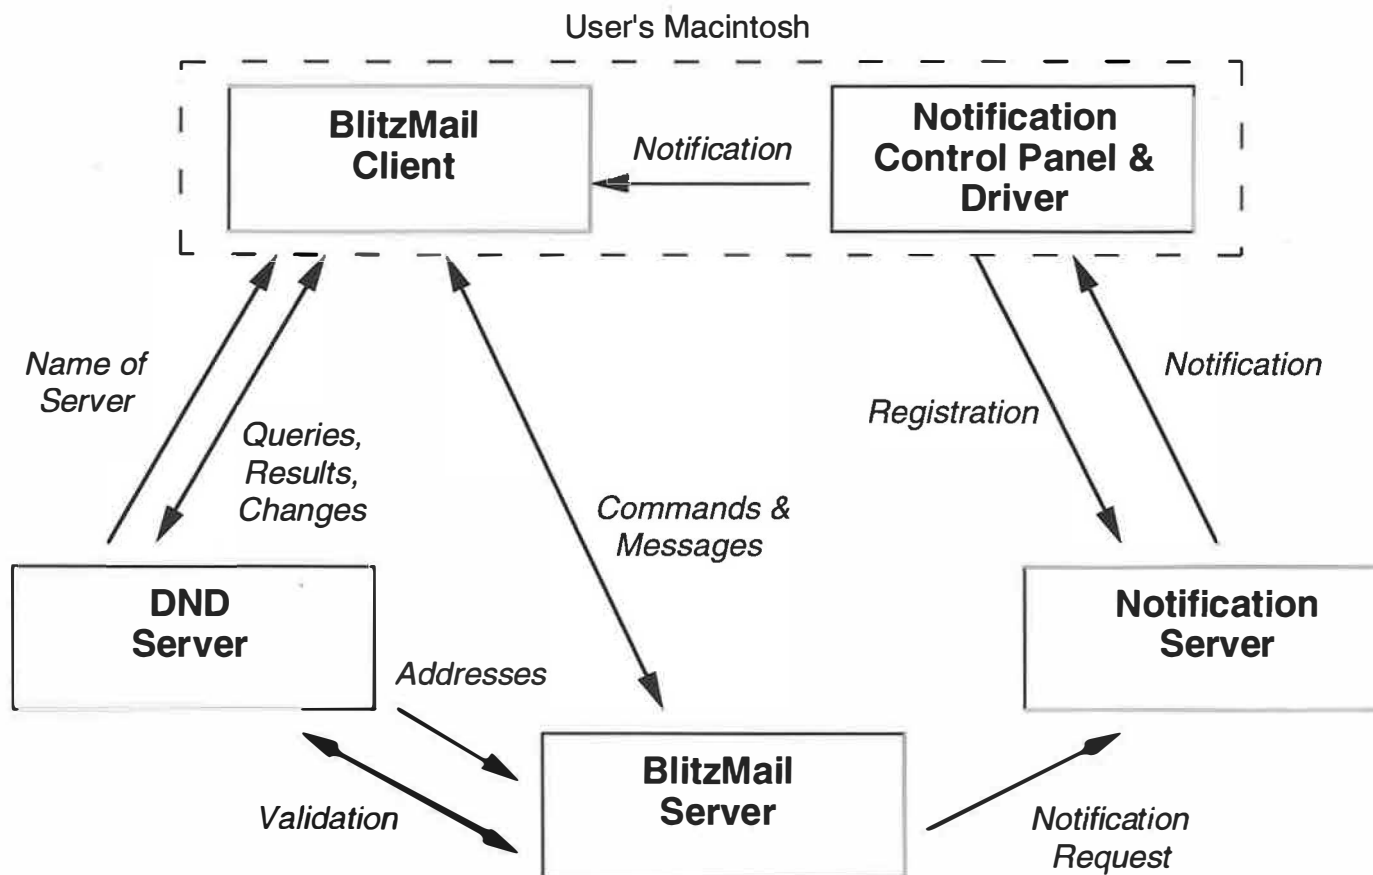 User's Macintosh
BlitzMail
Client
Notification
Notification
Control Panel &
Driver
Name of
Server
Queries,
Results,
Changes
Commands &
Messages
Registration
Notification
DND
Server
Notification
Server
Addresses
BlitzMail
Server
Validation
Notification
Request